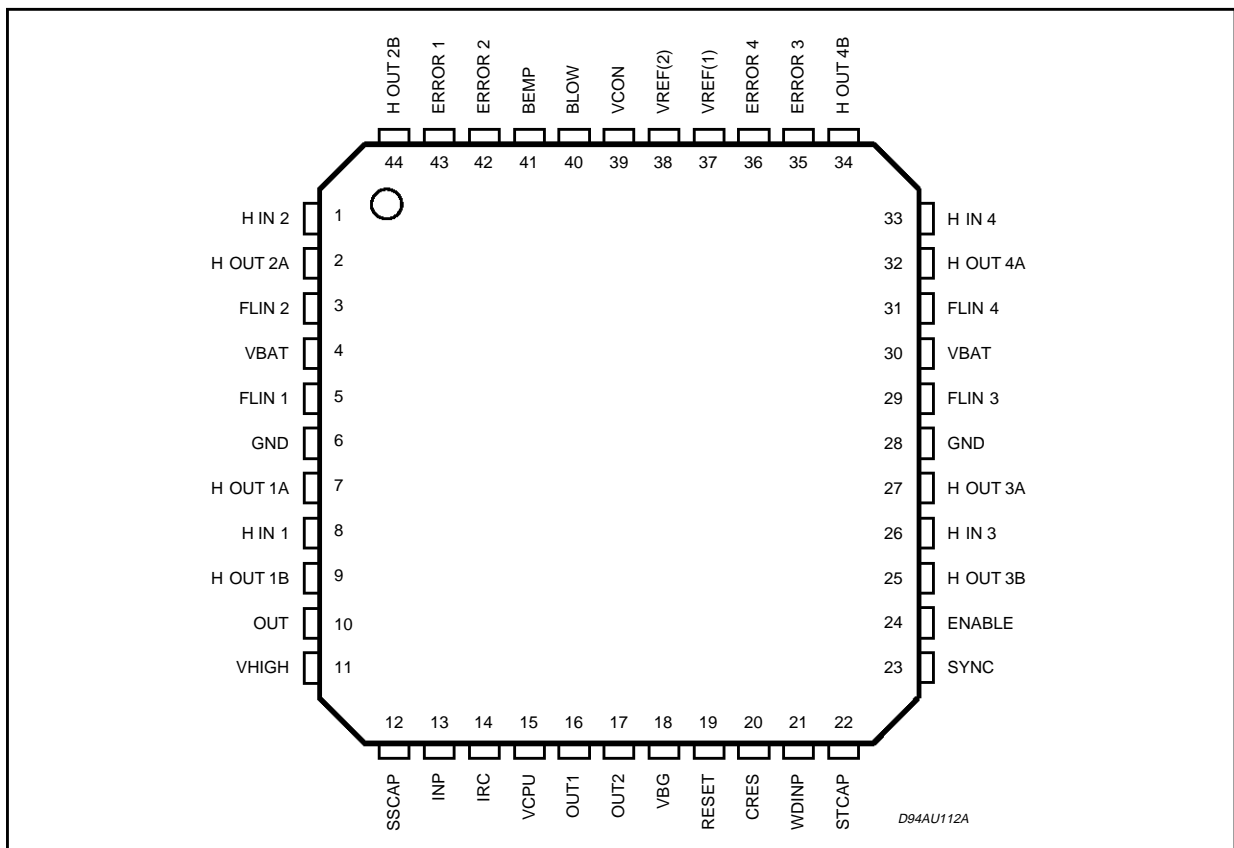 H OUT 2B
ERROR 1
ERROR 2
BEMP
BLOW
VCON
VREF(2)
VREF(1)
ERROR 4
ERROR 3
H OUT 4B
44 43 42 41 40 39 38 37 36 35 34
H IN 2 1 33 H IN 4
H OUT 2A 2 32 H OUT 4A
FLIN 2 3 31 FLIN 4
VBAT 4 30 VBAT
FLIN 1 5 29 FLIN 3
GND 6 28 GND
H OUT 1A 7 27 H OUT 3A
H IN 1 8 26 H IN 3
H OUT 1B 9 25 H OUT 3B
OUT 10 24 ENABLE
VHIGH 11 23 SYNC
12 13 14 15 16 17 18 19 20 21 22
SSCAP
INP
IRC
VCPU
OUT1
OUT2
VBG
RESET
CRES
WDINP
STCAP
D94AU112A